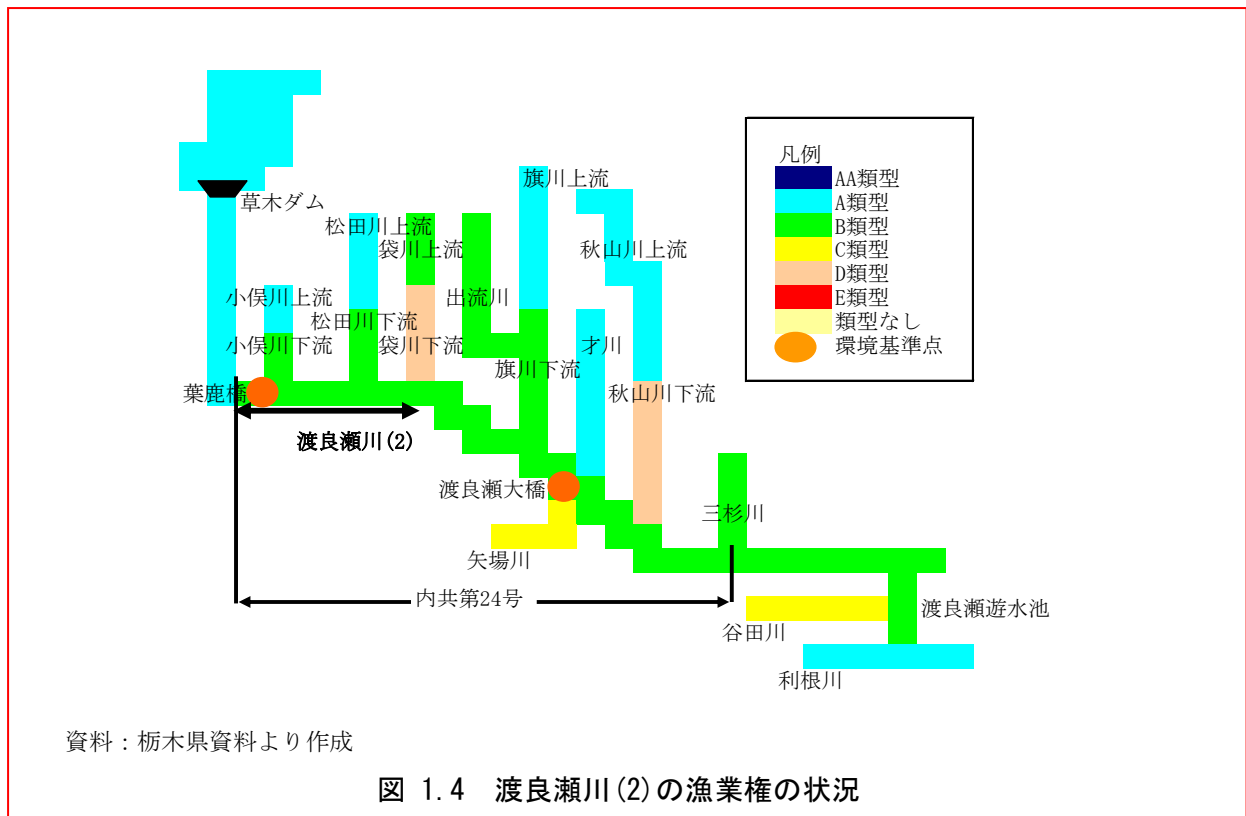 凡例
AA類型
A類型
B類型
C類型
D類型
E類型
類型なし
環境基準点
草木ダム
旗川上流
松田川上流
袋川上流
秋山川上流
小俣川上流
出流川
松田川下流
小俣川下流
袋川下流
才川
旗川下流
葉鹿橋
秋山川下流
渡良瀬川(2)
渡良瀬大橋
三杉川
矢場川
内共第24号
渡良瀬遊水池
谷田川
利根川
資料：栃木県資料より作成
図 1.4 渡良瀬川(2)の漁業権の状況